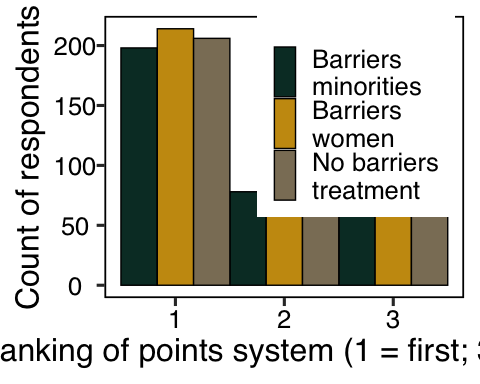 Count of respondents
200
150
100
50
0
Barriers
minorities
Barriers
women
No barriers
treatment
1 2 3
anking of points system (1 = first;